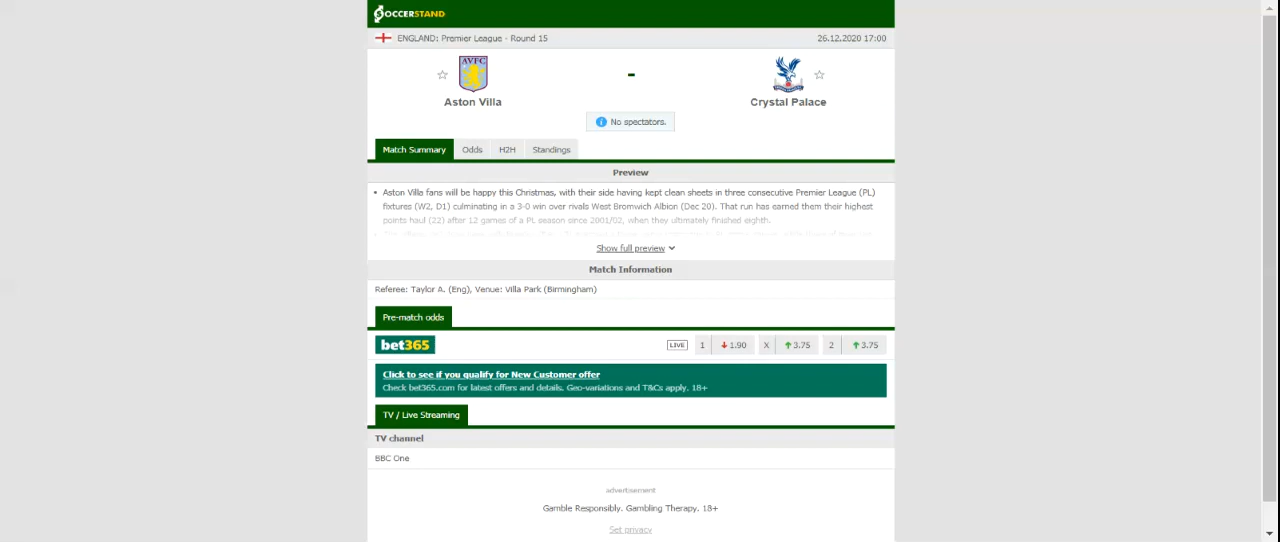 SOCCERSTAND
ENGLAND: Premier League - Round 15 26.12.2020 17:00
AVFC
-
Aston Villa Crystal Palace
No spectators.
Match Summary Odds H2H Standings
Preview
• Aston Villa fans will be happy this Christmas, with their side having kept clean sheets in three consecutive Premier League (PL)
fixtures (W2, D1) culminating in a 3-0 win over rivals West Bromwich Albion (Dec 20). That run has earned them their highest
points haul (22) after 12 games of a PL season since 2001/02, when they ultimately finished eighth.
Show full preview
Match Information
Referee: Taylor A. (Eng), Venue: Villa Park (Birmingham)
Pre-match odds
bet365 LIVE 1 1.90 X 3.75 2 3.75
Click to see if you qualify for New Customer offer
Check bet365.com for latest offers and details. Geo-variations and T&Cs apply. 18+
TV / Live Streaming
TV channel
BBC One
advertisement
Gamble Responsibly. Gambling Therapy. 18+
Set privacy